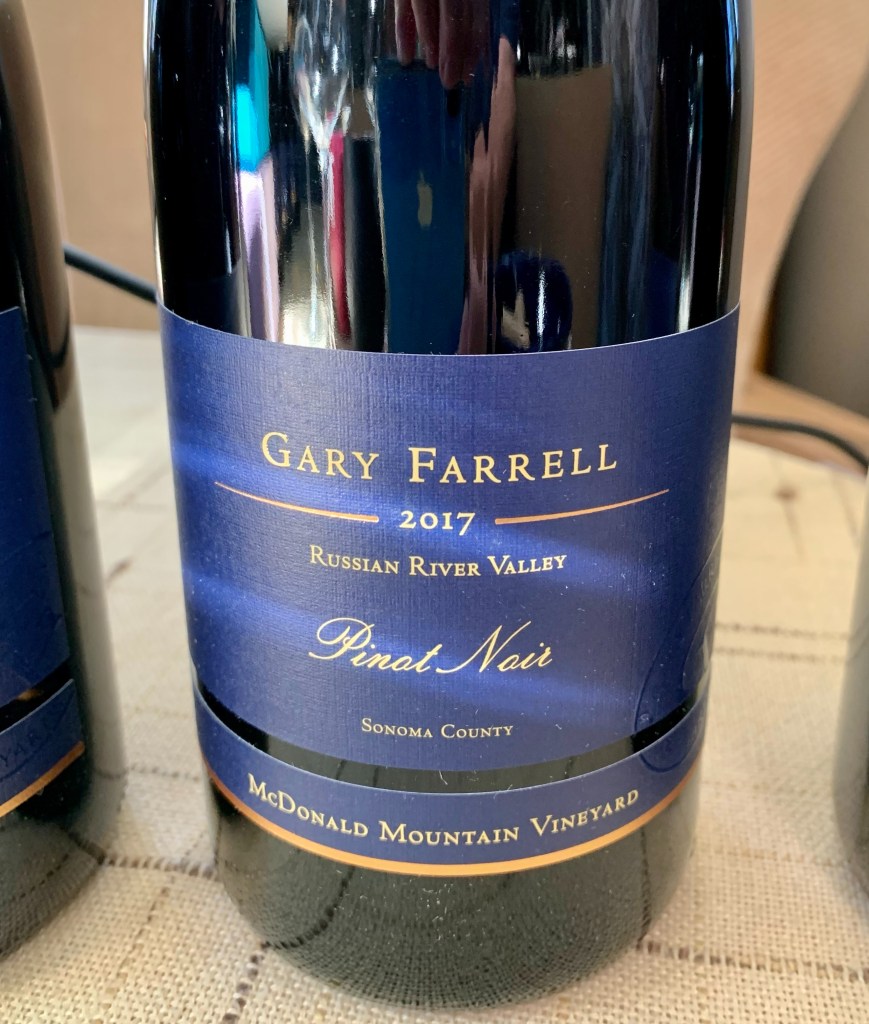 GARY FARRELL
2017
RUSSIAN RIVER VALLEY
Pinot Noir
SONOMA COUNTY
MCDONALD MOUNTAIN VINEYARD